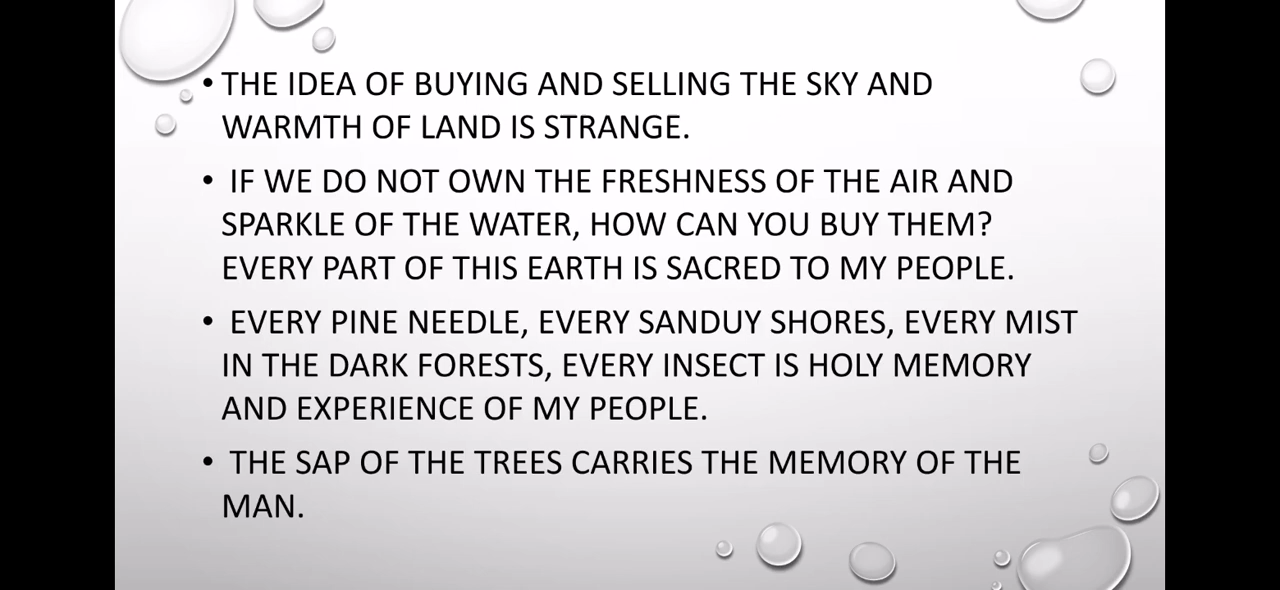 • THE IDEA OF BUYING AND SELLING THE SKY AND
WARMTH OF LAND IS STRANGE.
• IF WE DO NOT OWN THE FRESHNESS OF THE AIR AND
SPARKLE OF THE WATER, HOW CAN YOU BUY THEM?
EVERY PART OF THIS EARTH IS SACRED TO MY PEOPLE.
• EVERY PINE NEEDLE, EVERY SANDUY SHORES, EVERY MIST
IN THE DARK FORESTS, EVERY INSECT IS HOLY MEMORY
AND EXPERIENCE OF MY PEOPLE.
• THE SAP OF THE TREES CARRIES THE MEMORY OF THE
MAN.